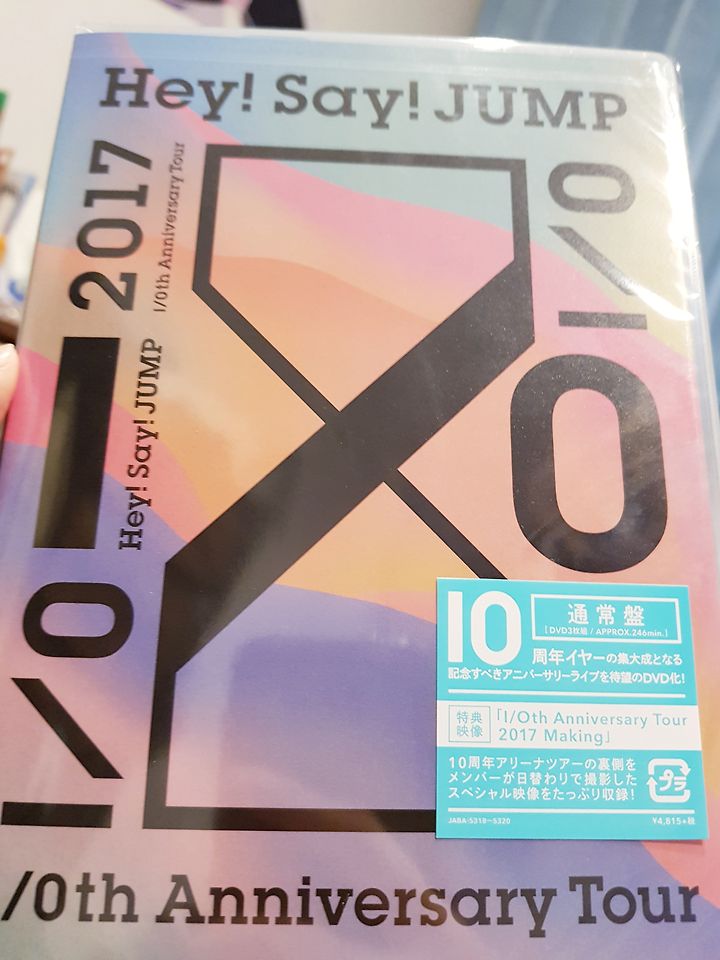 Hey! Say! JUMP
I/Oth Anniversary Tour
2017
Hey! Say! JUMP
I/Oth Anniversary Tour
I/O
I/O
10
通常盤
[DVD3枚組 / APPROX.246min.]
周年イヤーの集大成となる
記念すべきアニバーサリーライブを待望のDVD化!
特典
映像
「I/Oth Anniversary Tour
2017 Making」
10周年アリーナツアーの裏側を
メンバーが日替わりで撮影した
スペシャル映像をたっぷり収録!
プラ
JABA-5318~5320
¥4,815+税
/0th Anniversary Tour